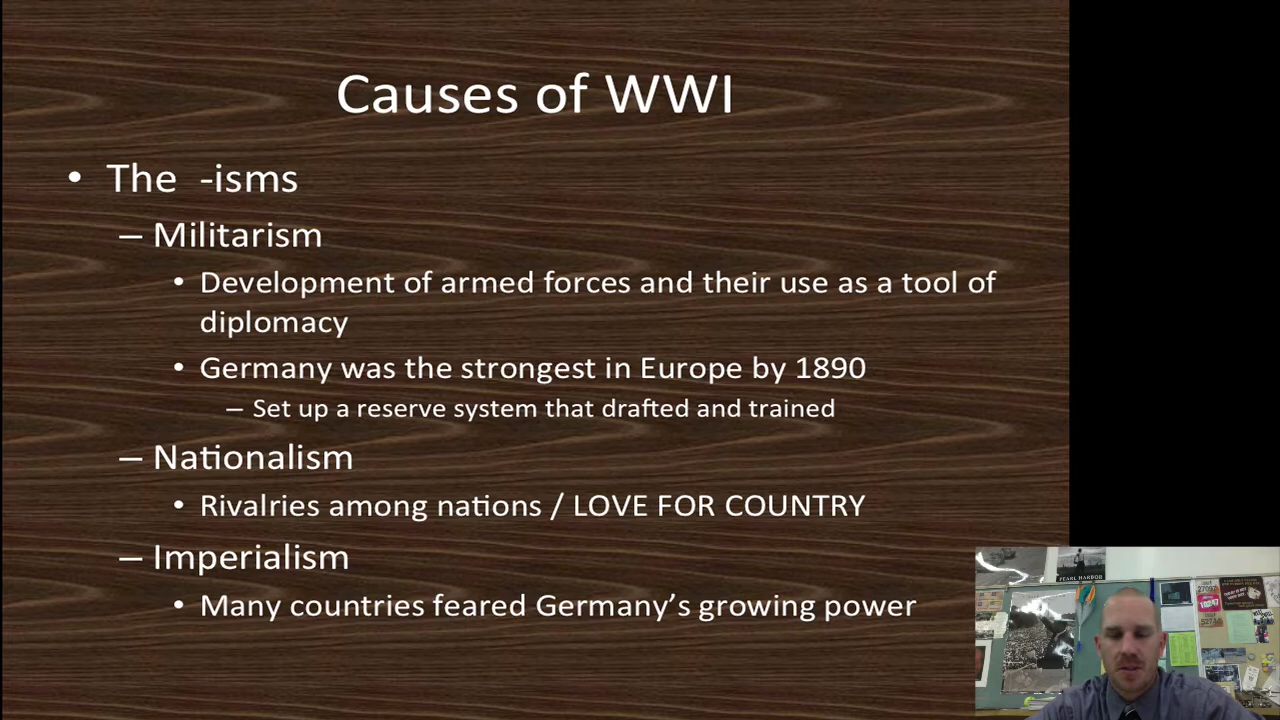 Causes of WWI
• The -isms
– Militarism
• Development of armed forces and their use as a tool of
diplomacy
• Germany was the strongest in Europe by 1890
– Set up a reserve system that drafted and trained
– Nationalism
• Rivalries among nations / LOVE FOR COUNTRY
– Imperialism
• Many countries feared Germany’s growing power
PEARL HARBOR